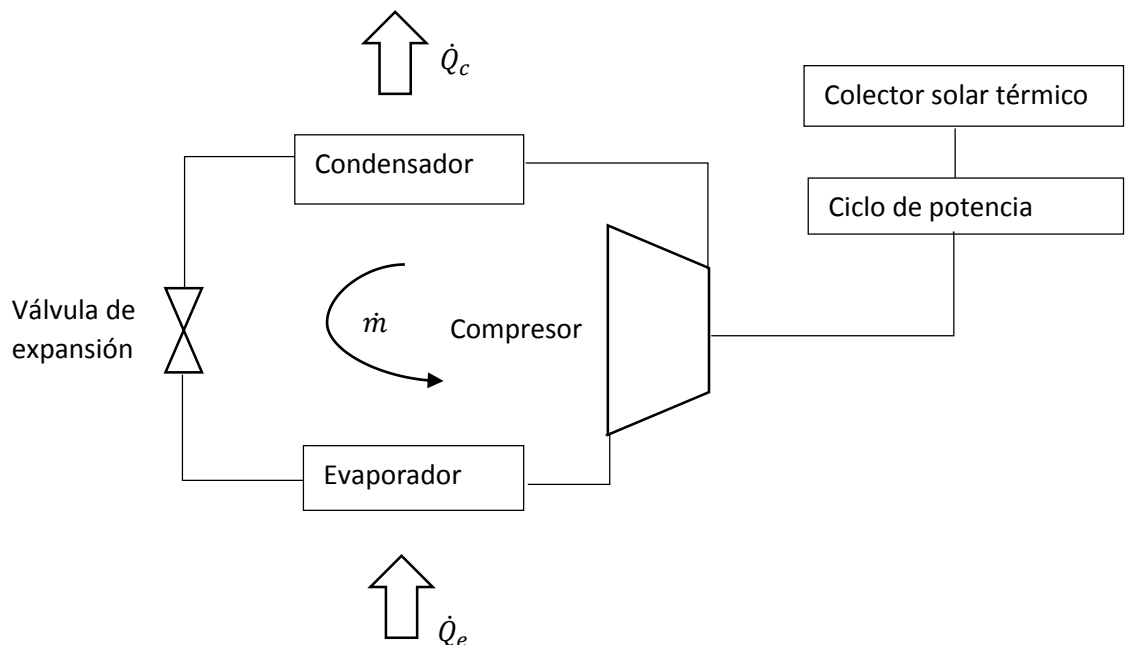 Q̇c
Colector solar térmico
Condensador
Ciclo de potencia
Válvula de
expansión
ṁ
Compresor
Evaporador
Q̇e